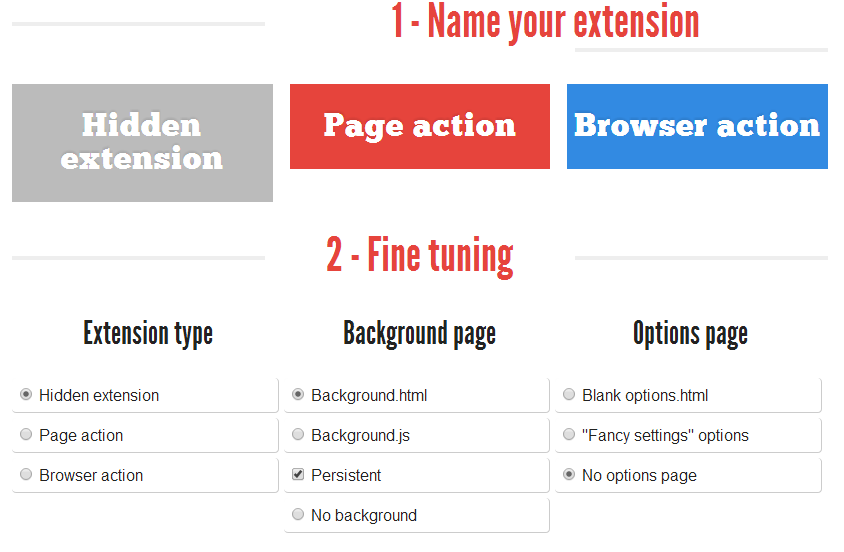 1 - Name your extension
Hidden
extension
Page action
Browser action
2 - Fine tuning
Extension type
Hidden extension
Page action
Browser action
Background page
Background.html
Background.js
Persistent
No background
Options page
Blank options.html
"Fancy settings" options
No options page